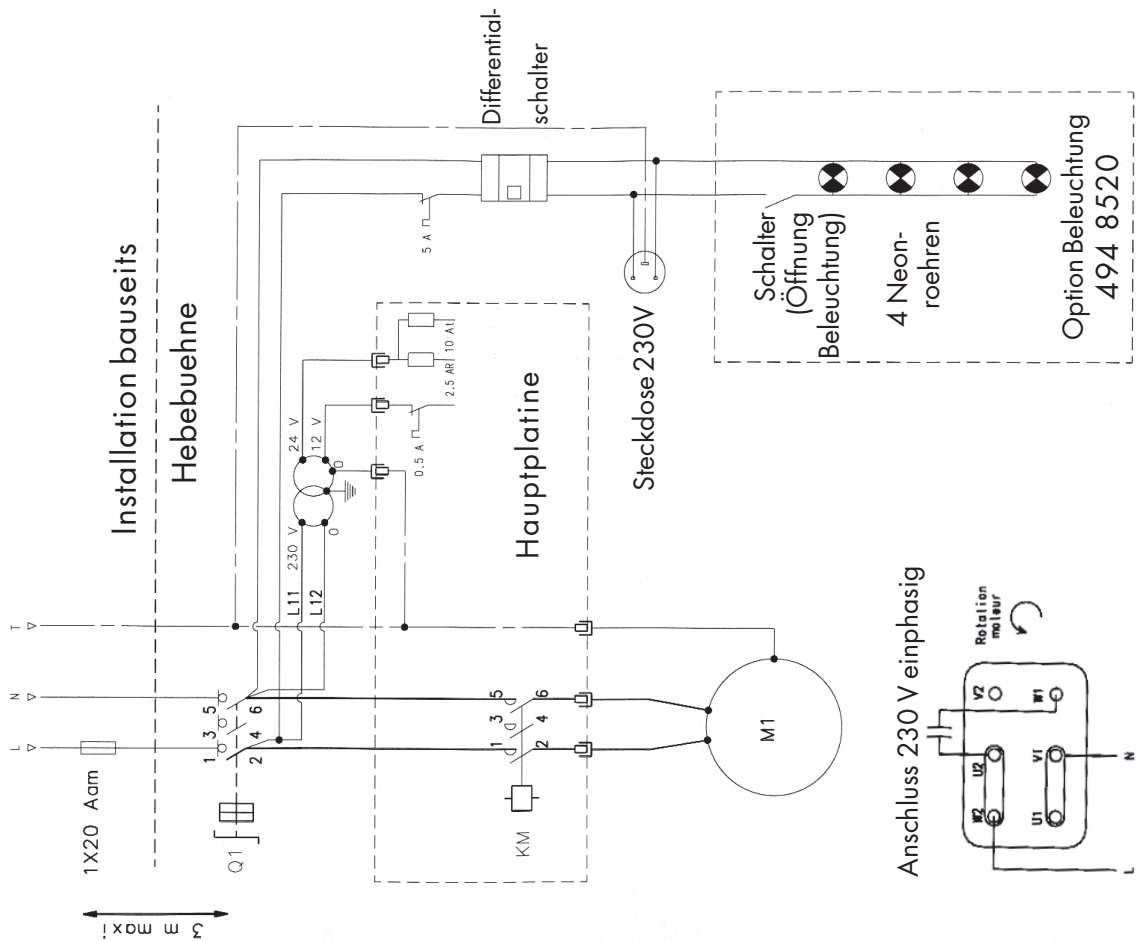 Installation bauseits
Hebebuehne
1X20 Aam
3 m maxi
L
N
T
Q1
1
3
5
2
4
6
L11
L12
230 V
0
24 V
12 V
0
5 A
Differential-
schalter
0.5 A
2.5 AR
10 At
Hauptplatine
KM
1
3
5
2
4
6
M1
Steckdose 230V
Schalter
(Öffnung
Beleuchtung)
4 Neon-
roehren
Option Beleuchtung
494 8520
Anschluss 230 V einphasig
Rotation
moteur
W2
U2
V2
U1
V1
W1
L
N